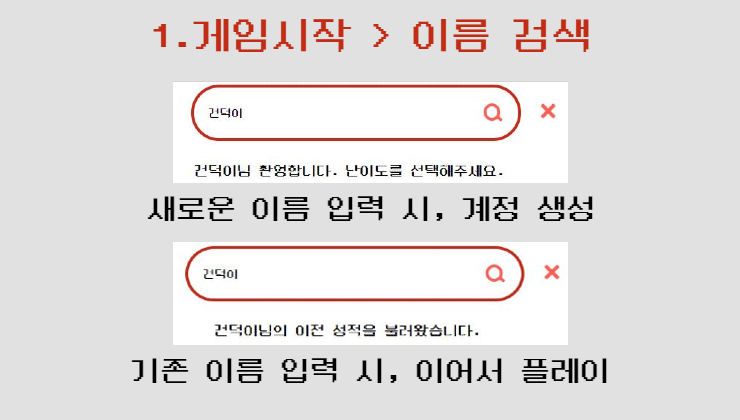 1.게임시작 > 이름 검색
건덕이
건덕이님 환영합니다. 난이도를 선택해주세요.
새로운 이름 입력 시, 계정 생성
건덕이
건덕이님의 이전 성적을 불러왔습니다.
기존 이름 입력 시, 이어서 플레이